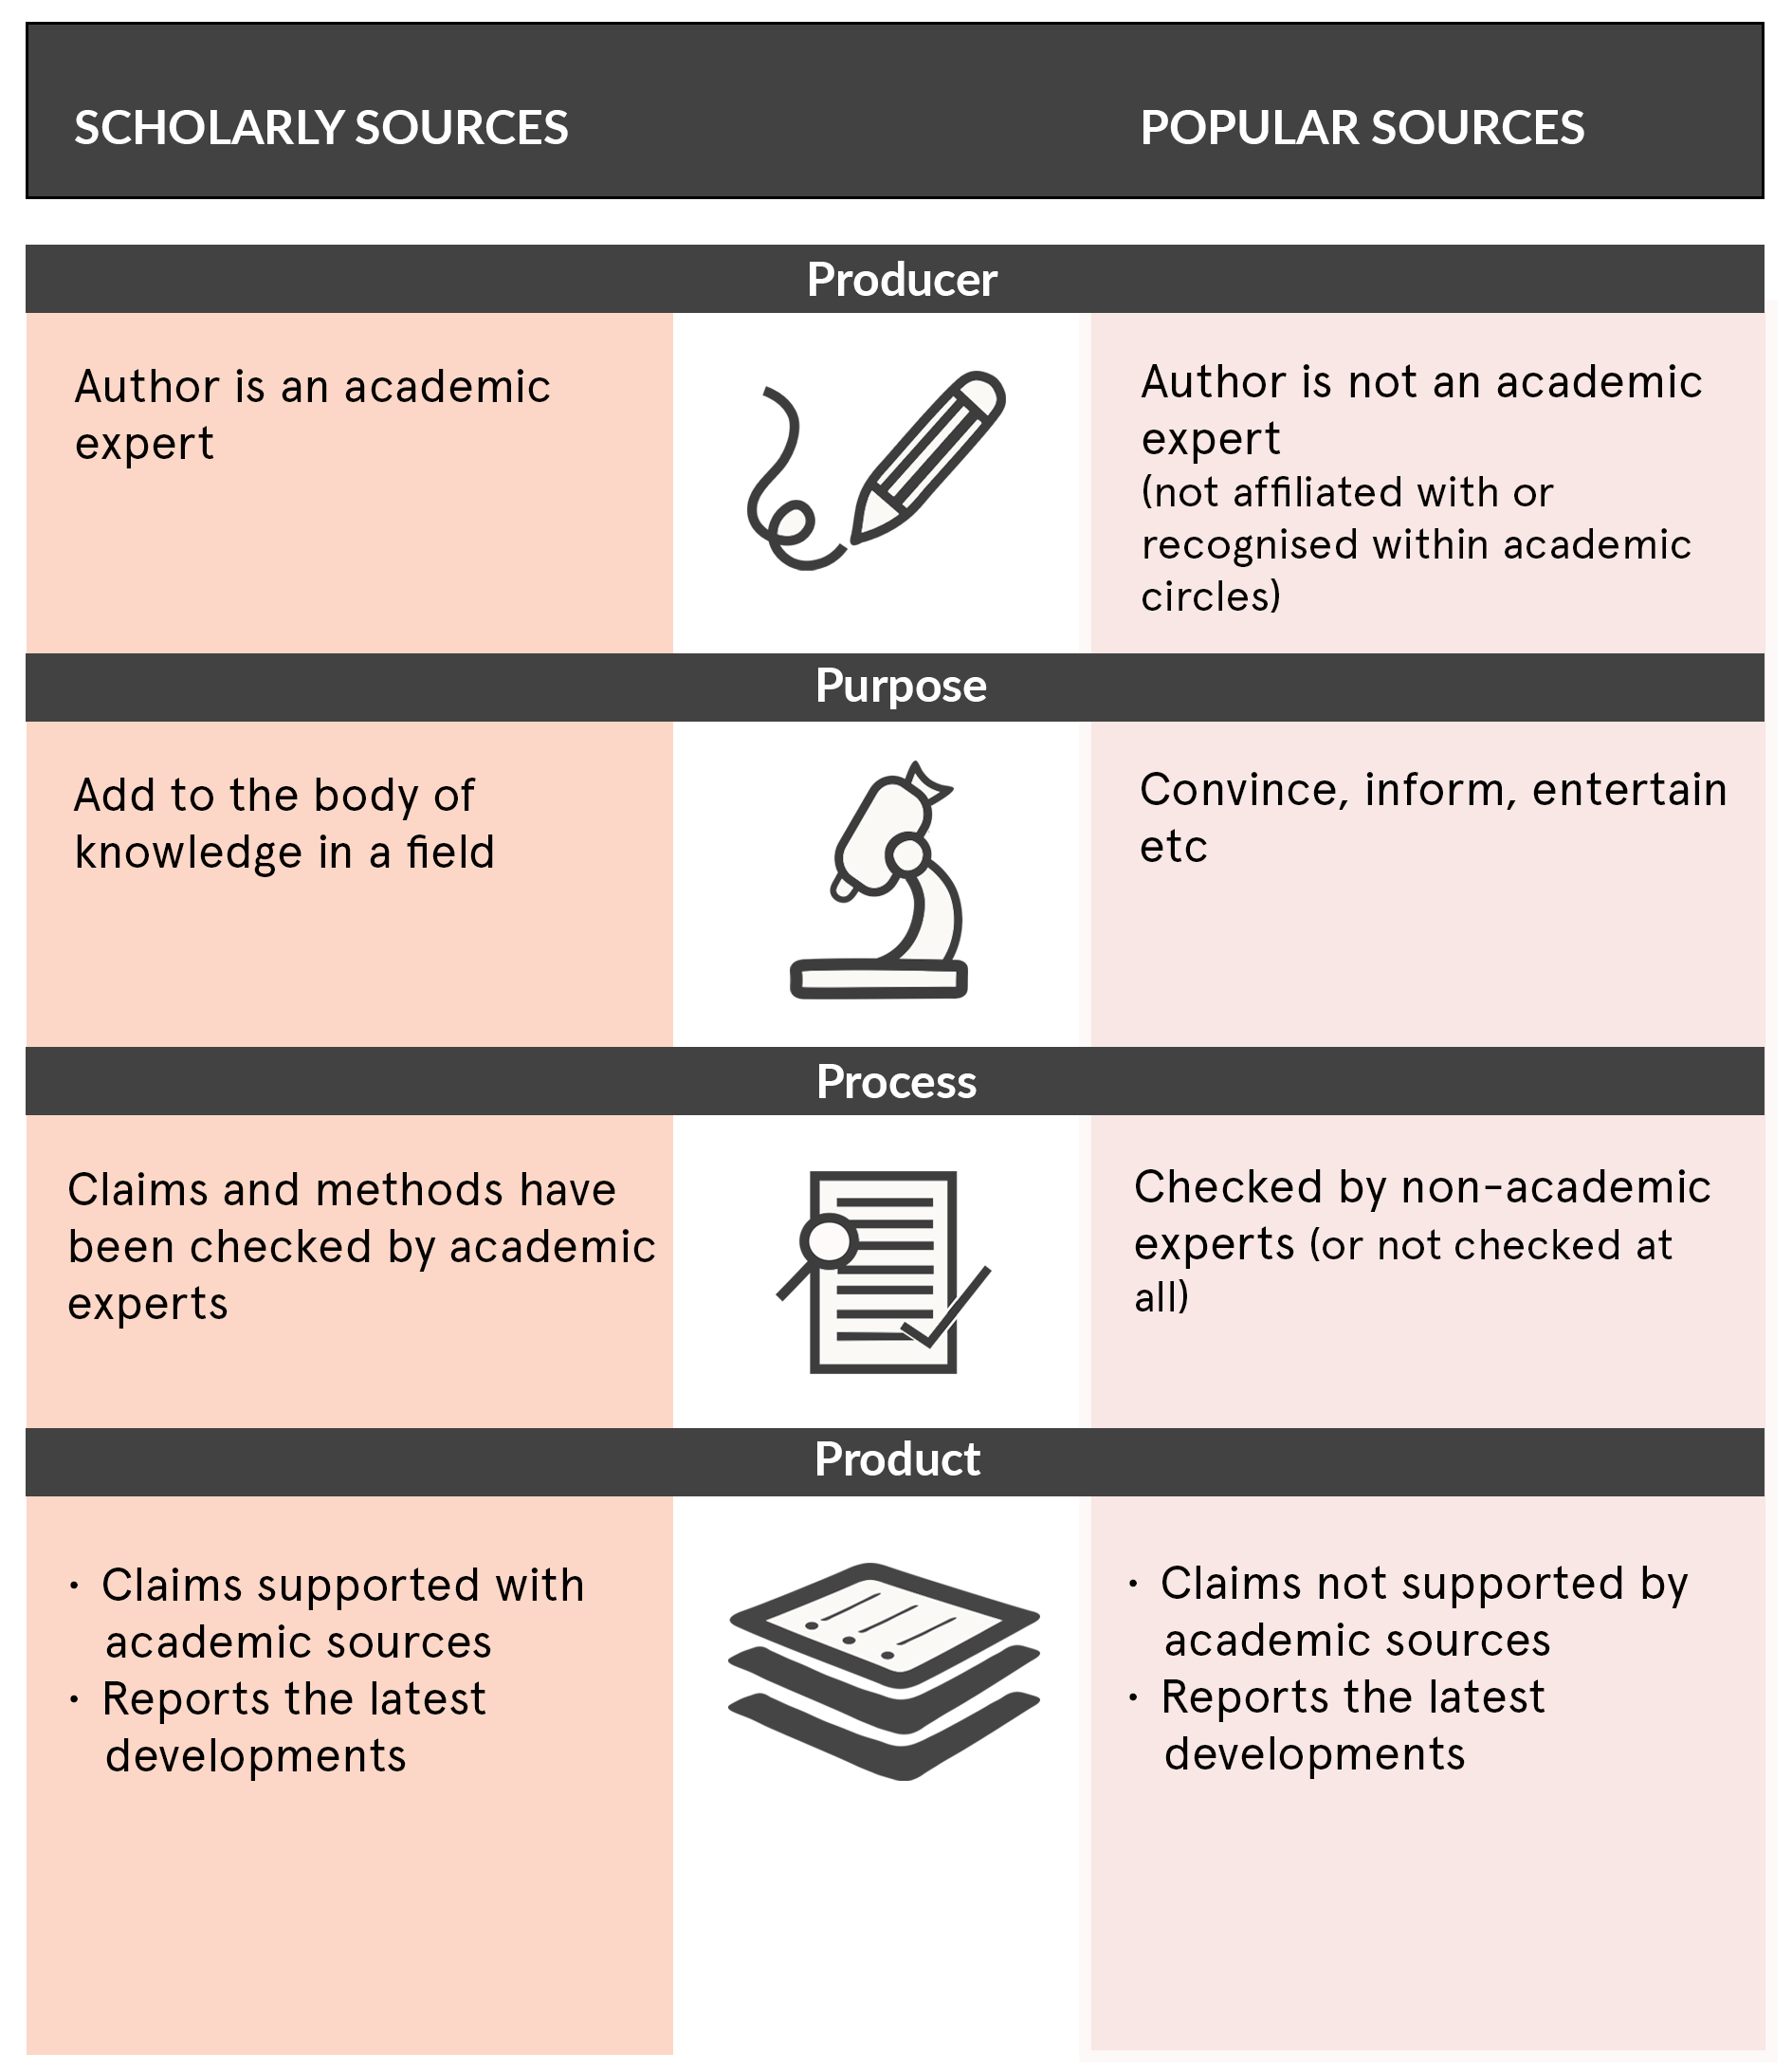 SCHOLARLY SOURCES
POPULAR SOURCES
Producer
Author is an academic
expert
Author is not an academic
expert
(not affiliated with or
recognised within academic
circles)
Purpose
Add to the body of
knowledge in a field
Convince, inform, entertain
etc
Process
Claims and methods have
been checked by academic
experts
Checked by non-academic
experts (or not checked at
all)
Product
· Claims supported with
academic sources
· Reports the latest
developments
· Claims not supported by
academic sources
· Reports the latest
developments